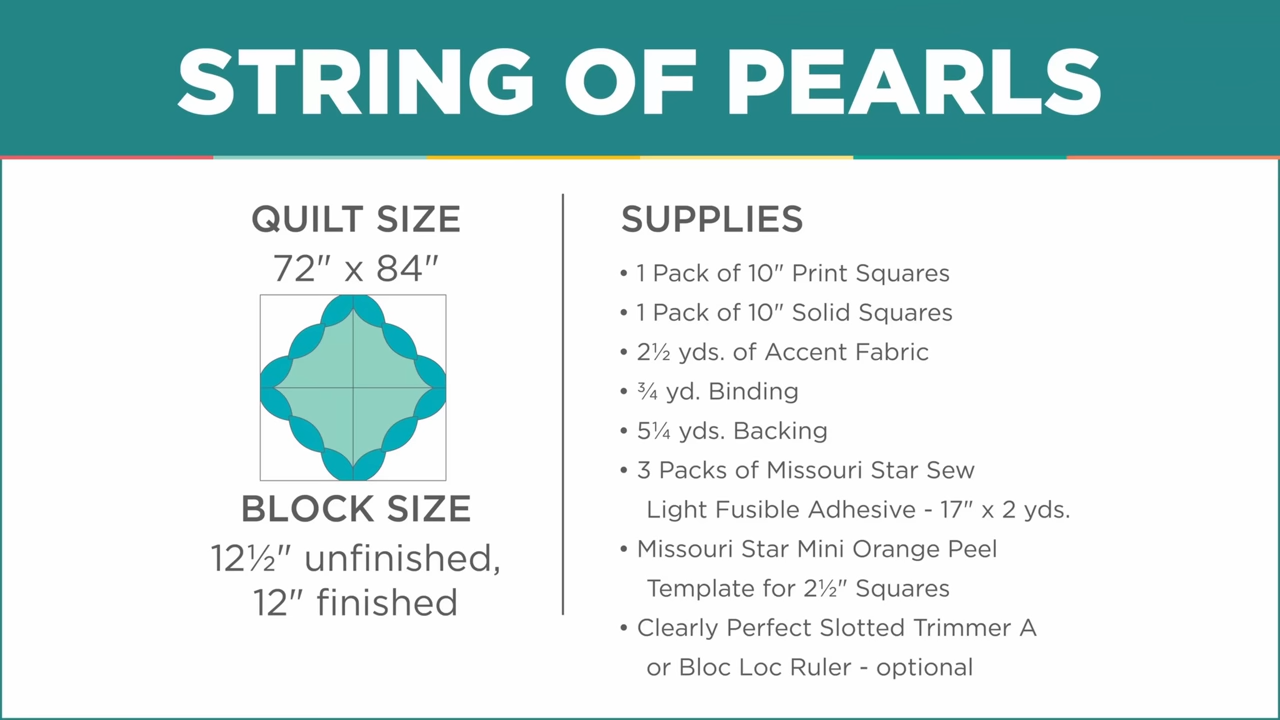 STRING OF PEARLS
QUILT SIZE
72" x 84"
BLOCK SIZE
12½" unfinished,
12" finished
SUPPLIES
• 1 Pack of 10" Print Squares
• 1 Pack of 10" Solid Squares
• 2½ yds. of Accent Fabric
• ¾ yd. Binding
• 5¼ yds. Backing
• 3 Packs of Missouri Star Sew
Light Fusible Adhesive - 17" x 2 yds.
• Missouri Star Mini Orange Peel
Template for 2½" Squares
• Clearly Perfect Slotted Trimmer A
or Bloc Loc Ruler - optional